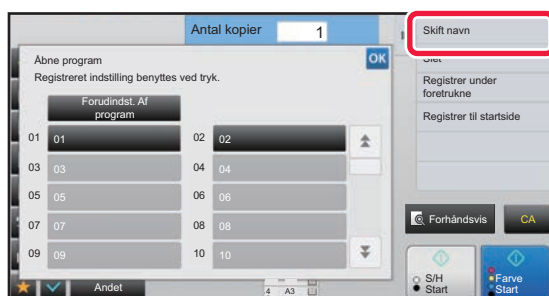 Antal kopier 1
Skift navn
Åbne program
OK
Slet
Registreret indstilling benyttes ved tryk.
Registrer under
foretrukne
Forudindst. Af
program
Registrer til startside
01 01 02 02
03 03 04 04
05 05 06 06
07 07 08 08
09 09 10 10
Forhåndsvis CA
Andet
4 A3
S/H
Start
Farve
Start